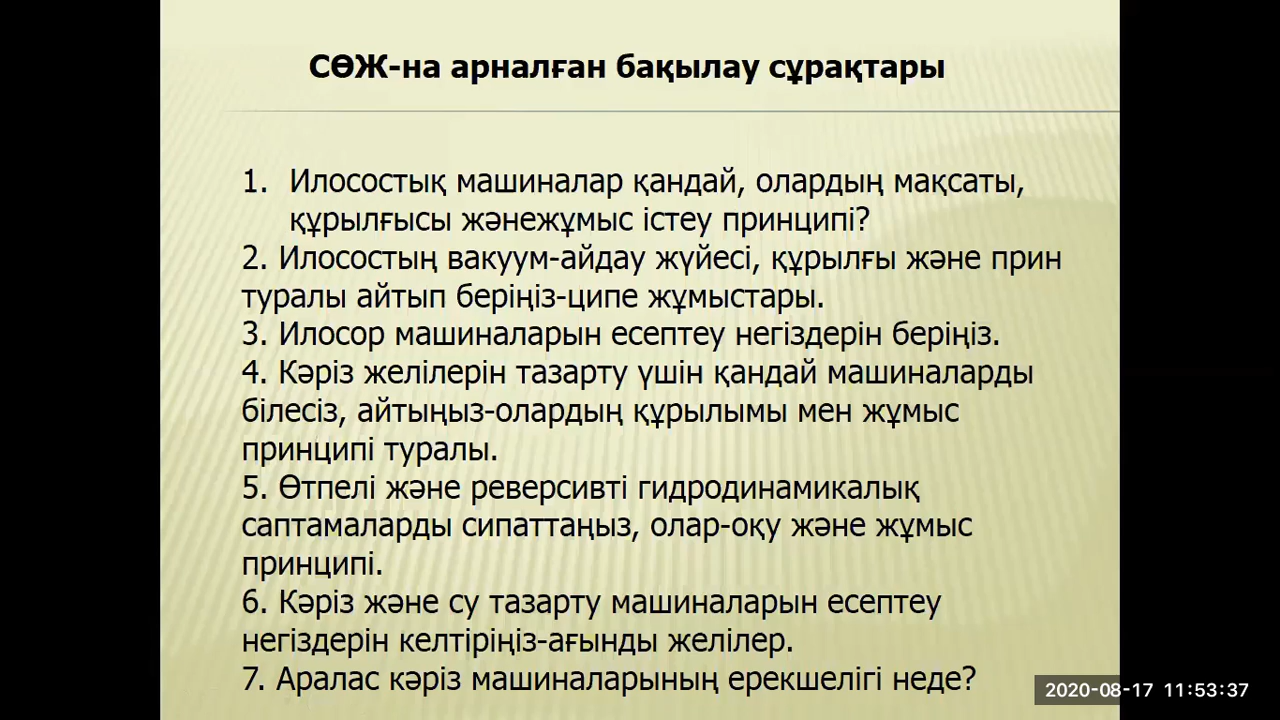 СӨЖ-на арналған бақылау сұрақтары
1. Илосостық машиналар қандай, олардың мақсаты,
құрылғысы жәнежұмыс істеу принципі?
2. Илосостың вакуум-айдау жүйесі, құрылғы және прин
туралы айтып беріңіз-ципе жұмыстары.
3. Илосор машиналарын есептеу негіздерін беріңіз.
4. Кәріз желілерін тазарту үшін қандай машиналарды
білесіз, айтыңыз-олардың құрылымы мен жұмыс
принципі туралы.
5. Өтпелі және реверсивті гидродинамикалық
саптамаларды сипаттаңыз, олар-оқу және жұмыс
принципі.
6. Кәріз және су тазарту машиналарын есептеу
негіздерін келтіріңіз-ағынды желілер.
7. Аралас кәріз машиналарының ерекшелігі неде?
2020-08-17 11:53:37